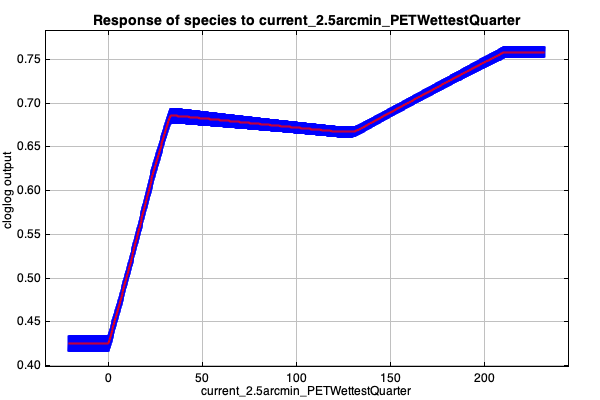 Response of species to current_2.5arcmin_PETWettestQuarter
cloglog output
0.75
0.70
0.65
0.60
0.55
0.50
0.45
0.40
0 50 100 150 200
current_2.5arcmin_PETWettestQuarter